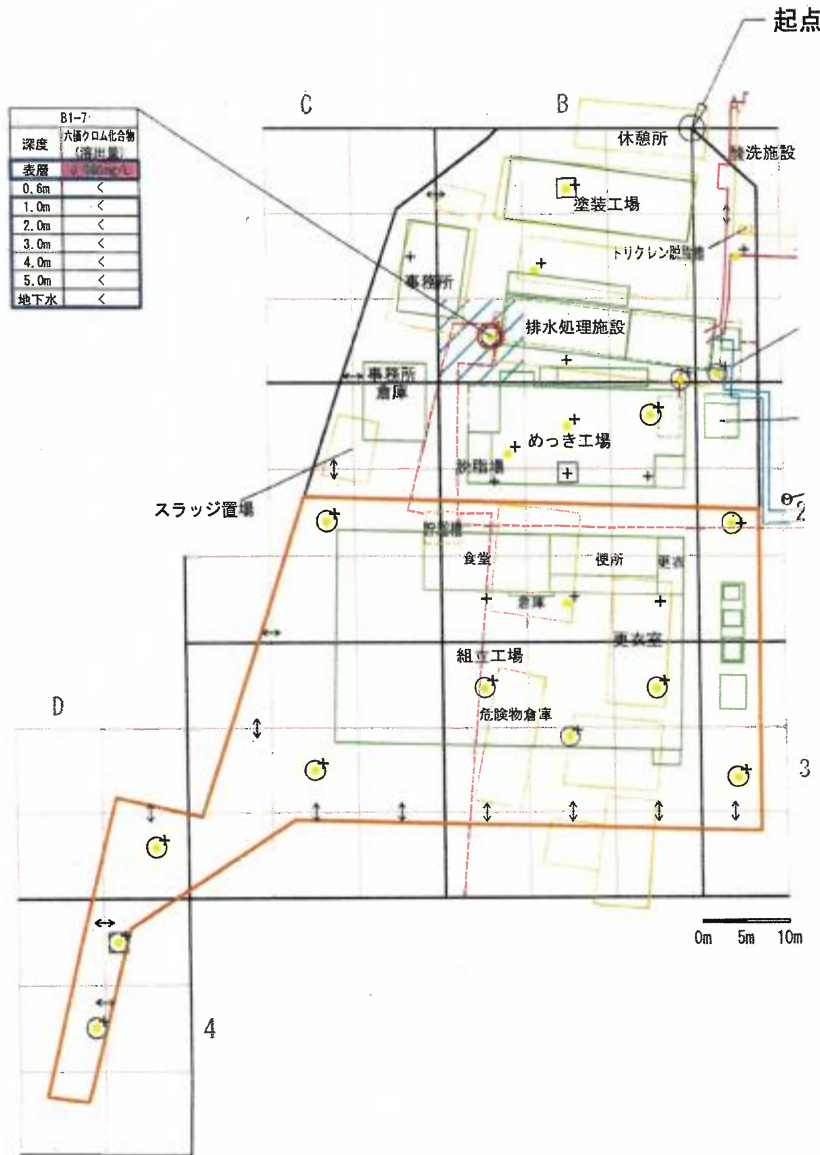 起点
C
B
B1-7
深度
六価クロム化合物
(溶出量)
表層
0.6m
<
1.0m
<
2.0m
<
3.0m
<
4.0m
<
5.0m
<
地下水
<
休憩所
酸洗施設
塗装工場
トリクレン脱脂槽
事務所
排水処理施設
事務所
倉庫
めっき工場
脱脂場
スラッジ置場
2
食堂
便所
更衣
倉庫
更衣室
組立工場
D
危険物倉庫
3
0m 5m 10m
4